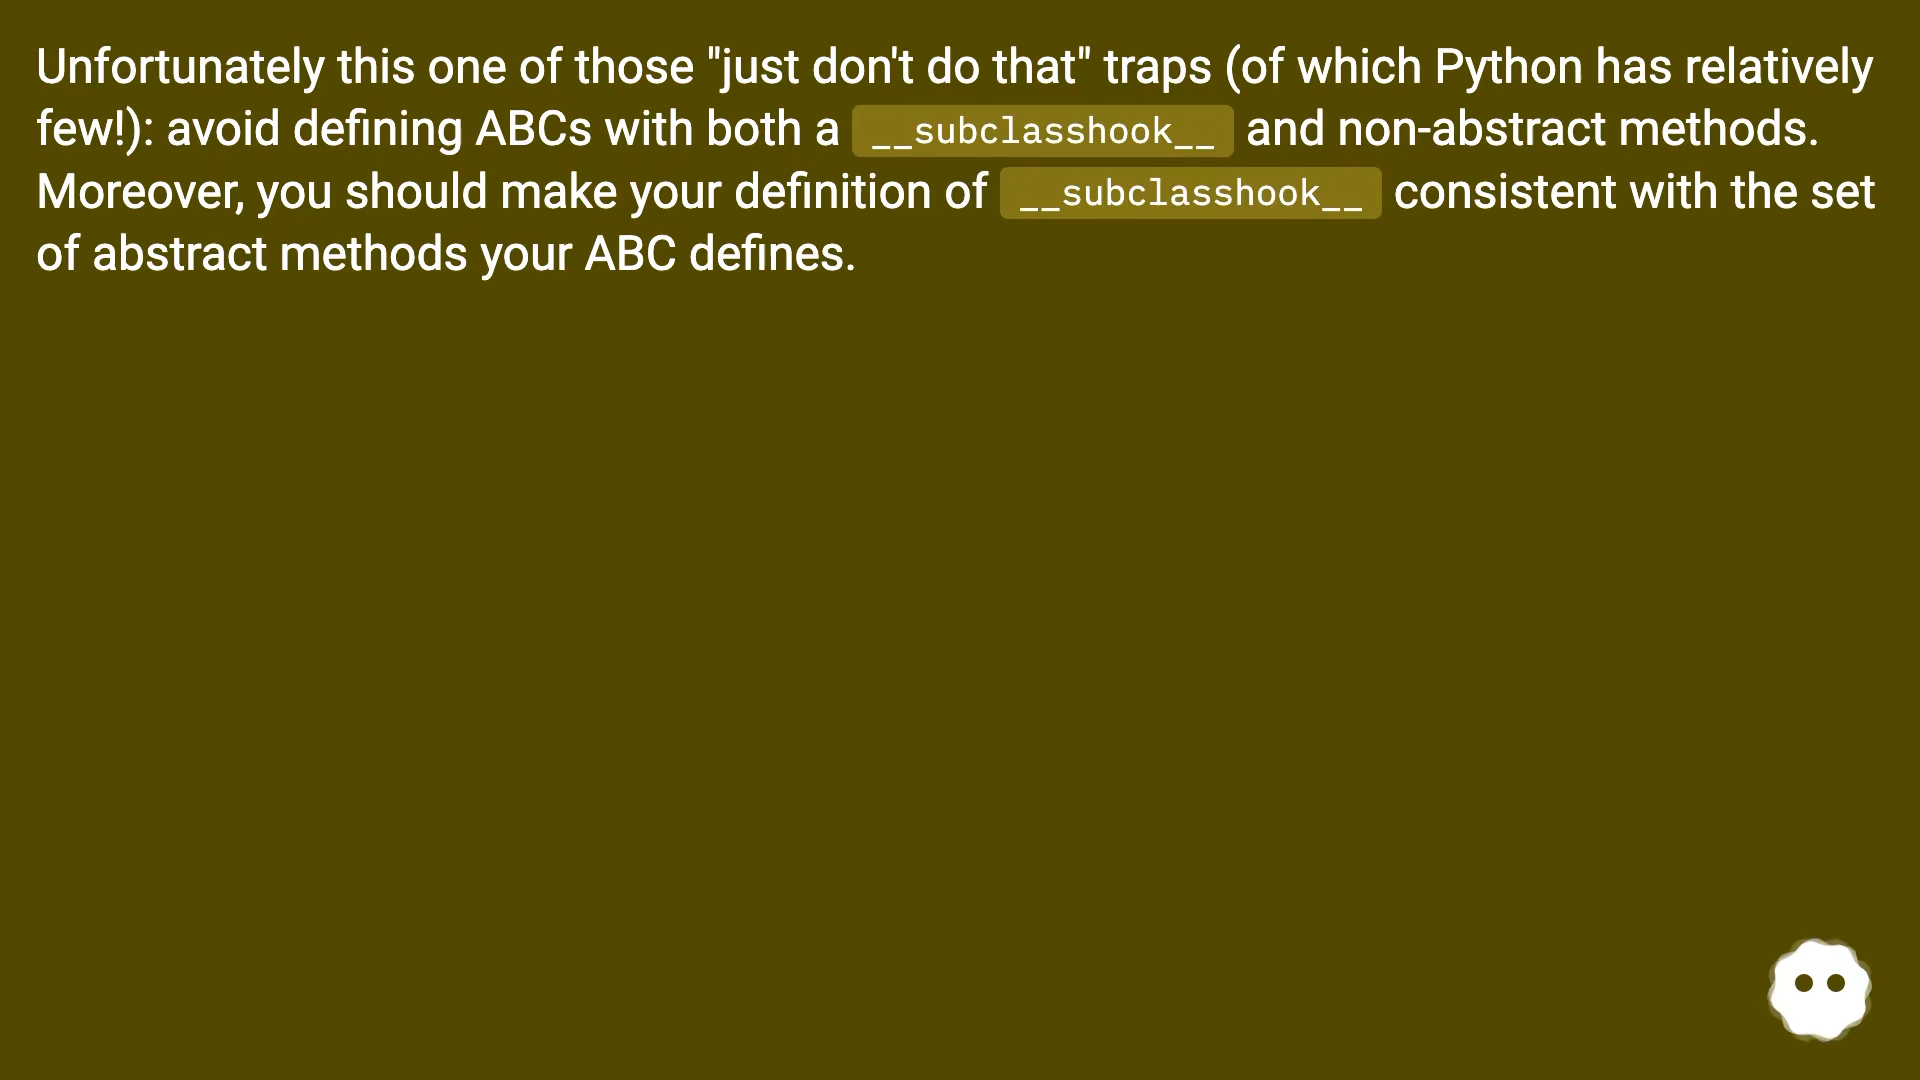 Unfortunately this one of those "just don't do that" traps (of which Python has relatively
few!): avoid defining ABCs with both a __subclasshook__ and non-abstract methods.
Moreover, you should make your definition of __subclasshook__ consistent with the set
of abstract methods your ABC defines.